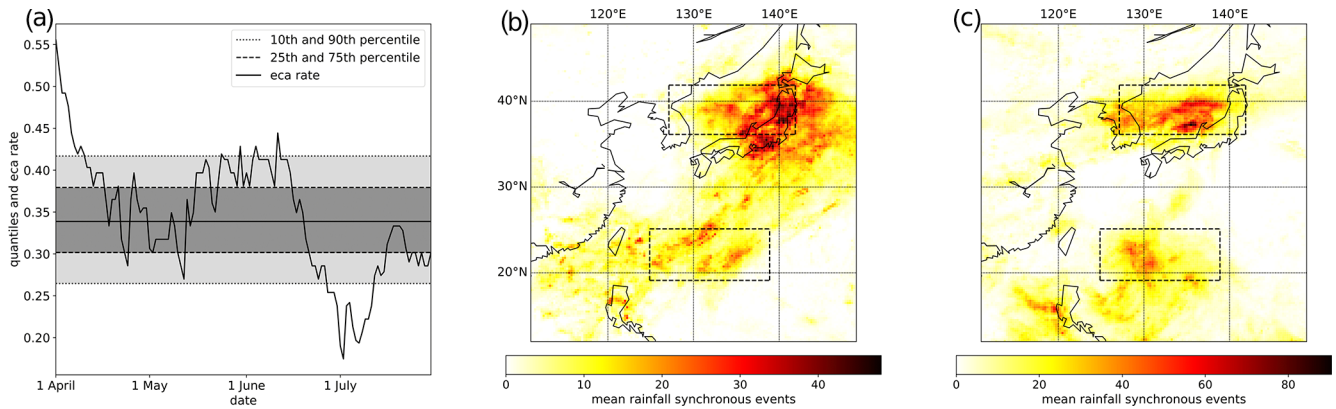 (a)
0.55
0.50
0.45
0.40
0.35
0.30
0.25
0.20
quantiles and eca rate
10th and 90th percentile
25th and 75th percentile
eca rate
1 April
1 May
1 June
1 July
date
(b)
120°E
130°E
140°E
40°N
30°N
20°N
0
10
20
30
40
mean rainfall synchronous events
(c)
120°E
130°E
140°E
0
20
40
60
80
mean rainfall synchronous events